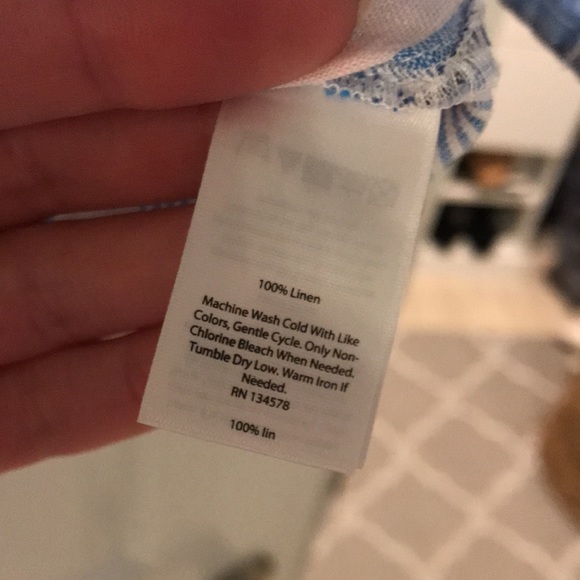 100% Linen
Machine Wash Cold With Like
Colors, Gentle Cycle. Only Non-
Chlorine Bleach When Needed.
Tumble Dry Low. Warm Iron If
Needed.
RN 134578
100% lin